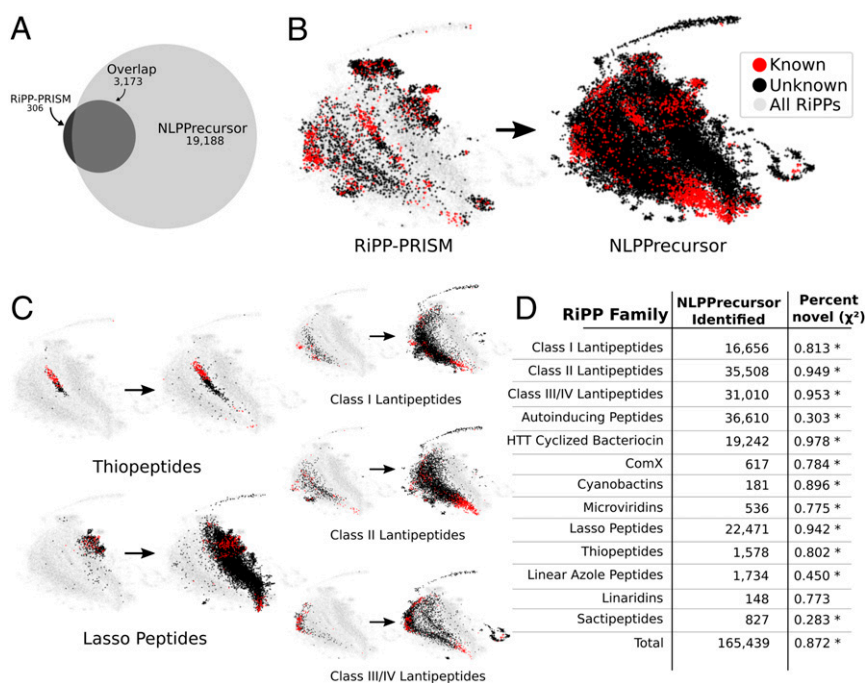 A
Overlap
3,173
RiPP-PRISM
306
NLPPrecursor
19,188
B
Known
Unknown
All RiPPs
RiPP-PRISM
NLPPrecursor
C
Thiopeptides
Lasso Peptides
Class I Lantipeptides
Class II Lantipeptides
Class III/IV Lantipeptides
D
RiPP Family NLPPrecursor Identified Percent novel (χ²)
Class I Lantipeptides 16,656 0.813 *
Class II Lantipeptides 35,508 0.949 *
Class III/IV Lantipeptides 31,010 0.953 *
Autoinducing Peptides 36,610 0.303 *
HTT Cyclized Bacteriocin 19,242 0.978 *
ComX 617 0.784 *
Cyanobactins 181 0.896 *
Microviridins 536 0.775 *
Lasso Peptides 22,471 0.942 *
Thiopeptides 1,578 0.802 *
Linear Azole Peptides 1,734 0.450 *
Linaridins 148 0.773
Sactipeptides 827 0.283 *
Total 165,439 0.872 *